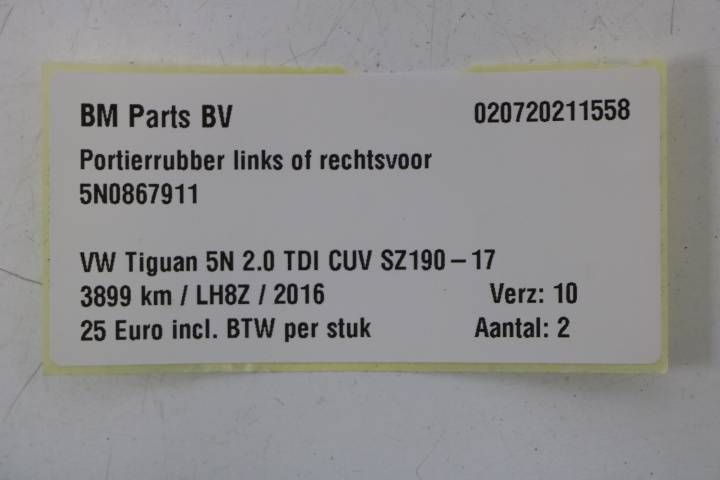 BM Parts BV 020720211558
Portierrubber links of rechtsvoor
5N0867911
VW Tiguan 5N 2.0 TDI CUV SZ190-17
3899 km / LH8Z / 2016 Verz: 10
25 Euro incl. BTW per stuk Aantal: 2